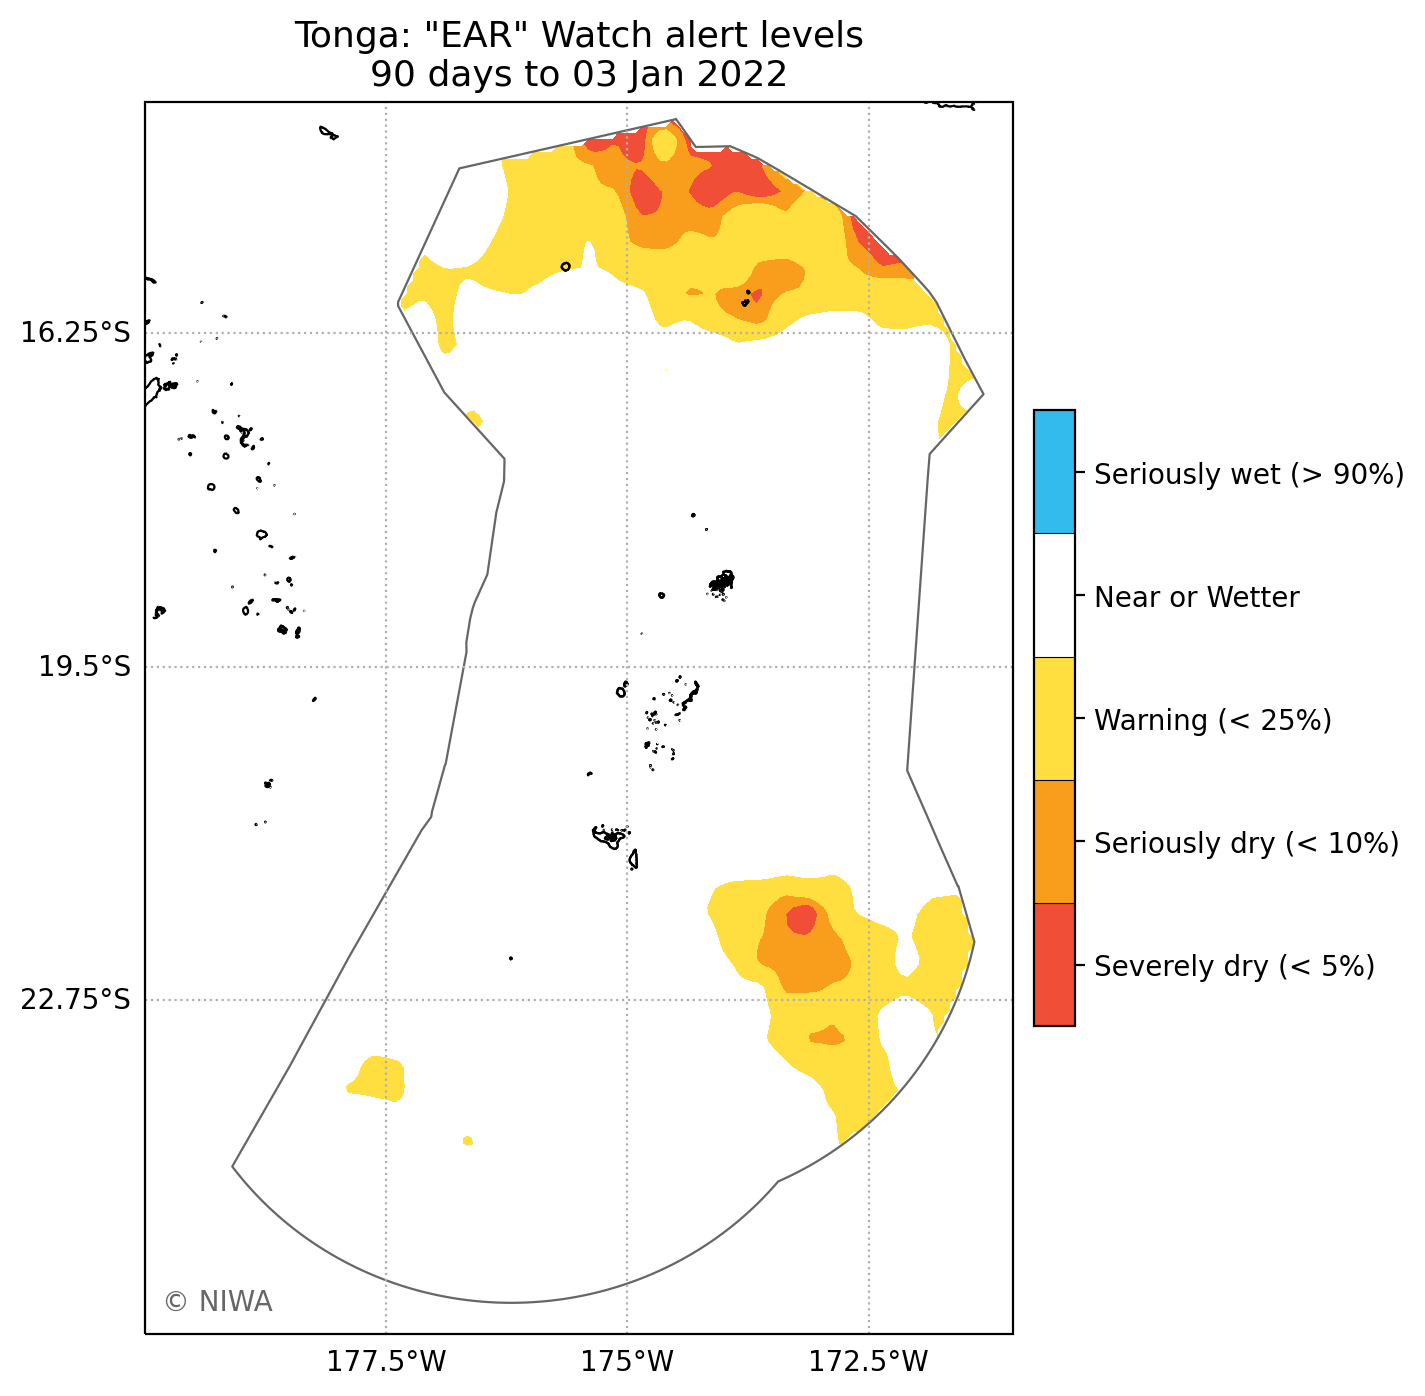 Tonga: "EAR" Watch alert levels
90 days to 03 Jan 2022
16.25°S
19.5°S
22.75°S
177.5°W
175°W
172.5°W
Seriously wet (> 90%)
Near or Wetter
Warning (< 25%)
Seriously dry (< 10%)
Severely dry (< 5%)
© NIWA